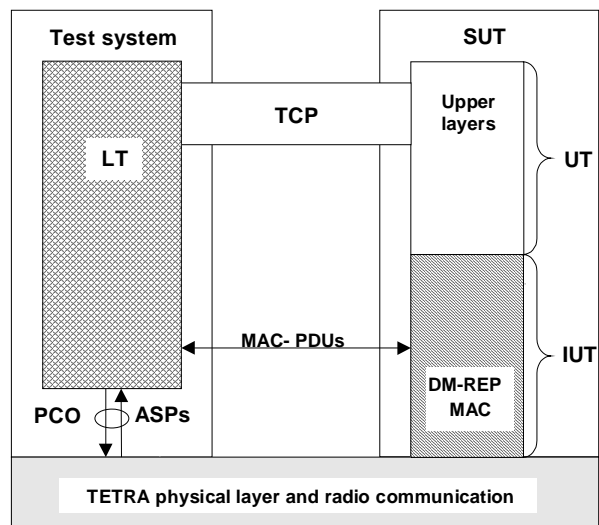 Test system
SUT
TCP
Upper
layers
LT
UT
MAC- PDUs
IUT
DM-REP
MAC
PCO
ASPs
TETRA physical layer and radio communication